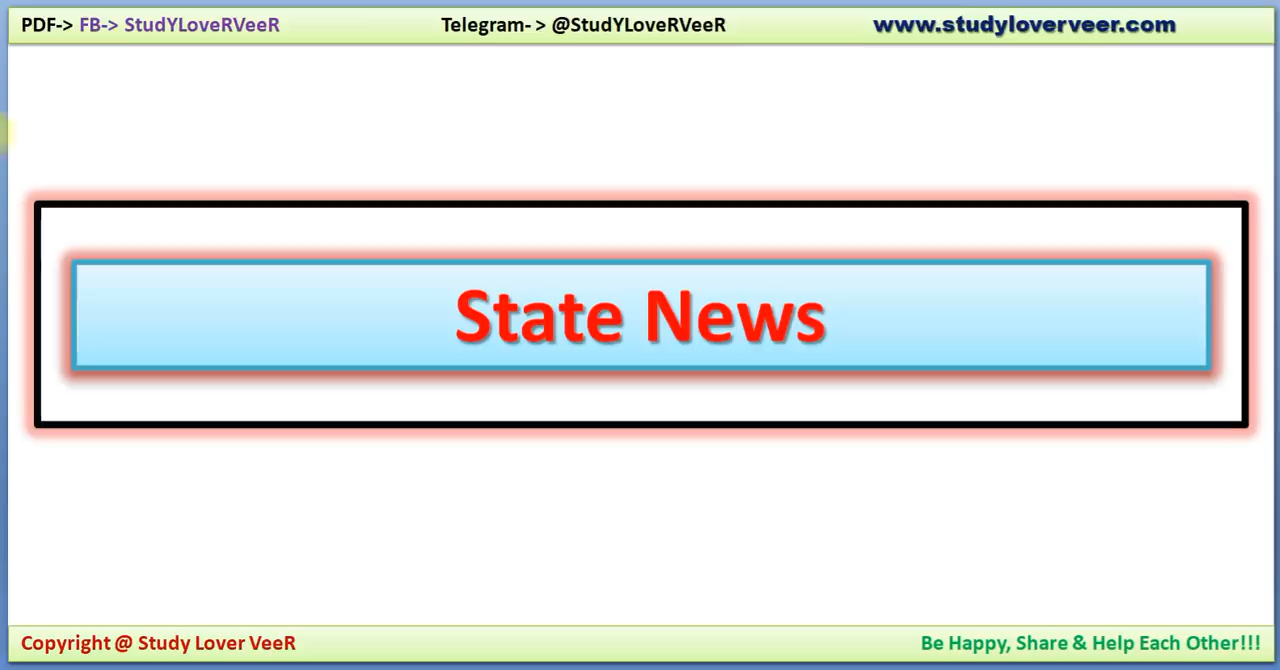 PDF-> FB-> StudYLoveRVeeR Telegram- > @StudYLoveRVeeR www.studyloverveer.com
State News
Copyright @ Study Lover VeeR Be Happy, Share & Help Each Other!!!